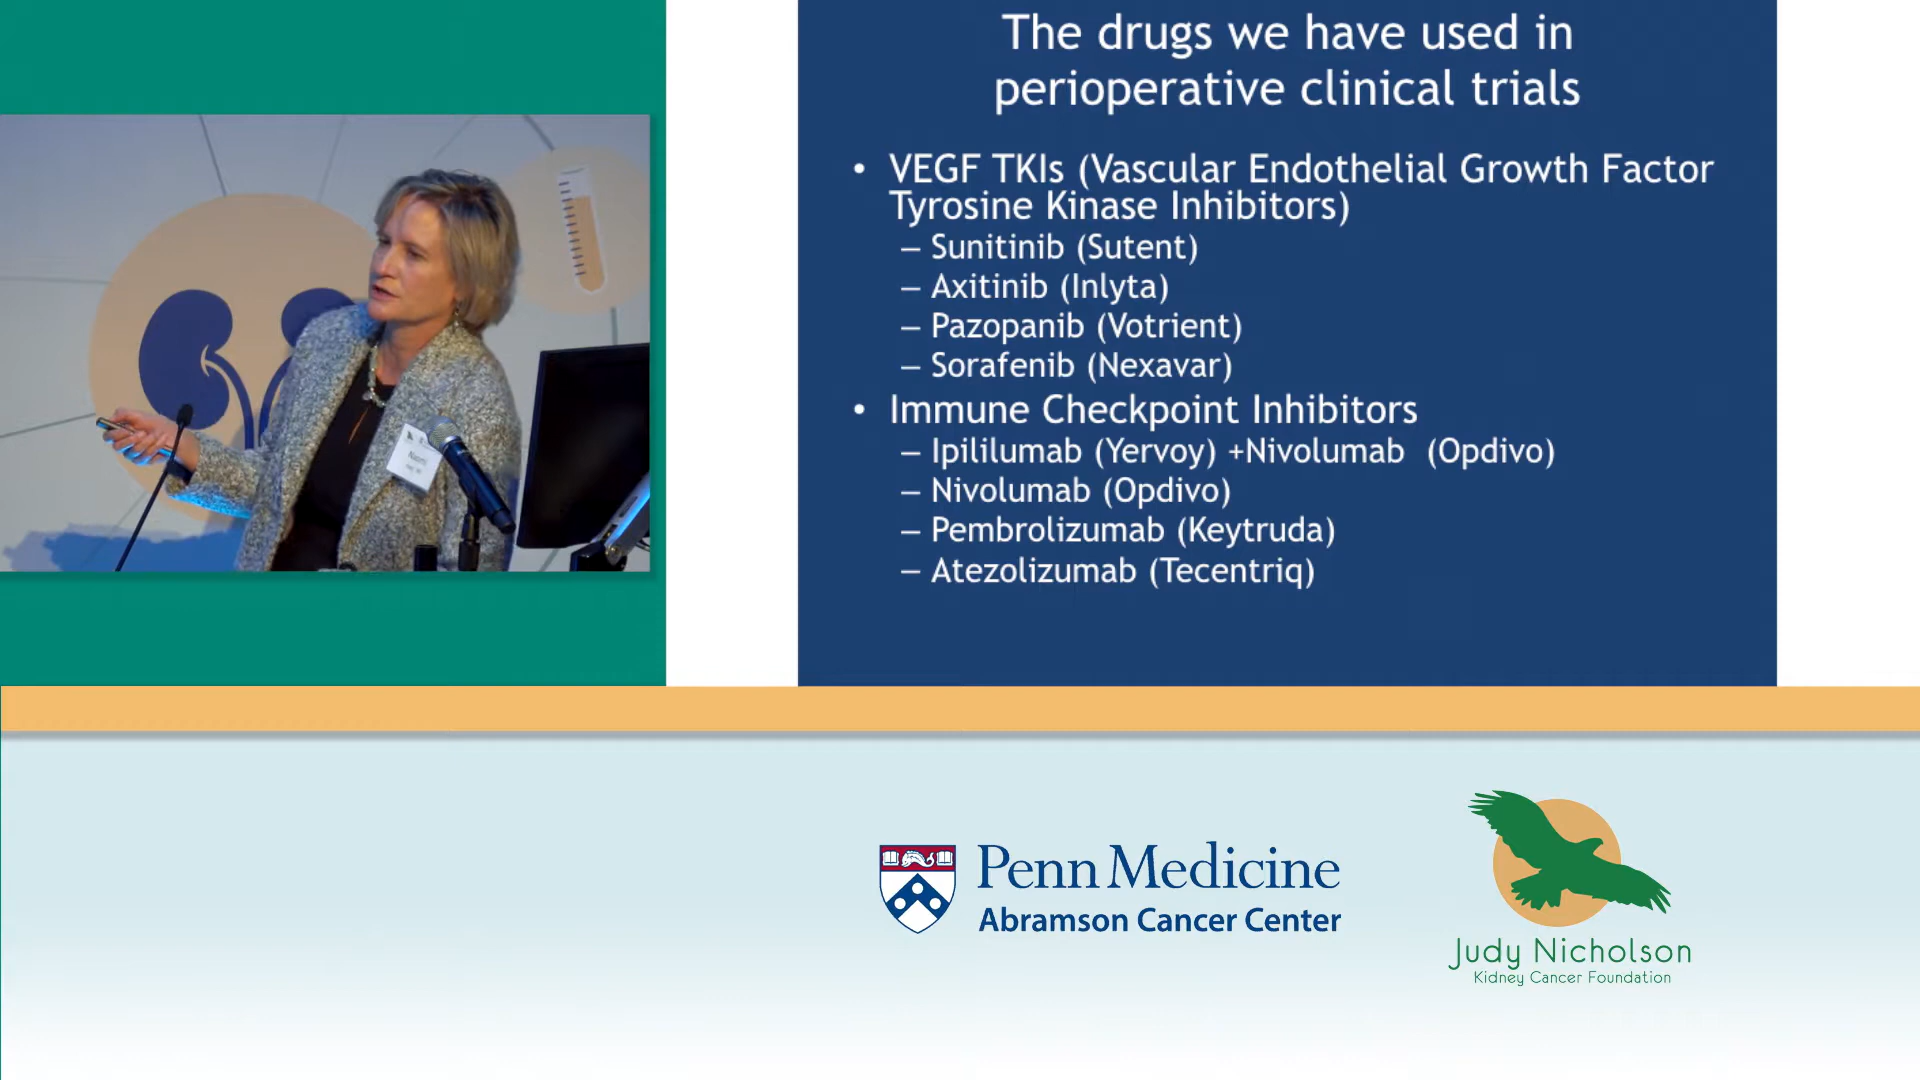 The drugs we have used in
perioperative clinical trials
• VEGF TKIs (Vascular Endothelial Growth Factor
Tyrosine Kinase Inhibitors)
– Sunitinib (Sutent)
– Axitinib (Inlyta)
– Pazopanib (Votrient)
– Sorafenib (Nexavar)
• Immune Checkpoint Inhibitors
– Ipililumab (Yervoy) +Nivolumab (Opdivo)
– Nivolumab (Opdivo)
– Pembrolizumab (Keytruda)
– Atezolizumab (Tecentriq)
Naomi
Penn Medicine
Abramson Cancer Center
Judy Nicholson
Kidney Cancer Foundation